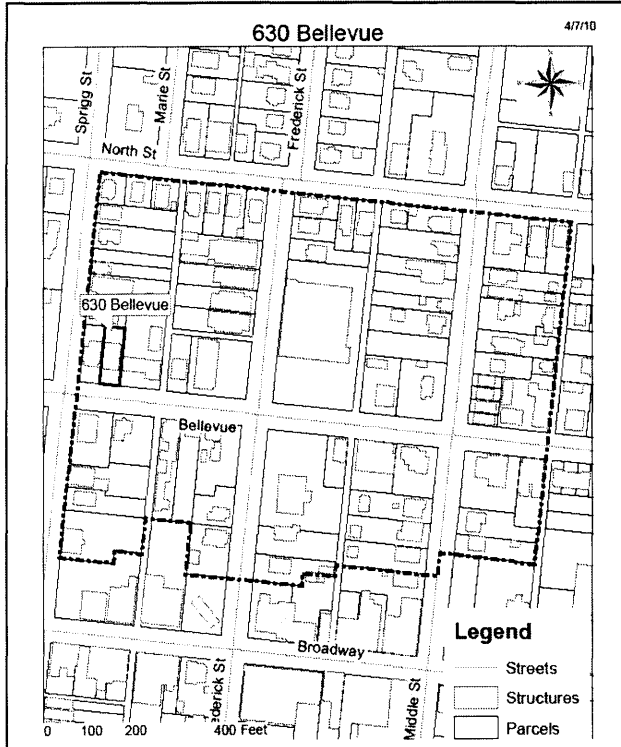 630 Bellevue
4/7/10
Sprigg St
Marie St
Frederick St
North St
630 Bellevue
Bellevue
Broadway
ederick St
Middle St
Legend
Streets
Structures
Parcels
0 100 200 400 Feet